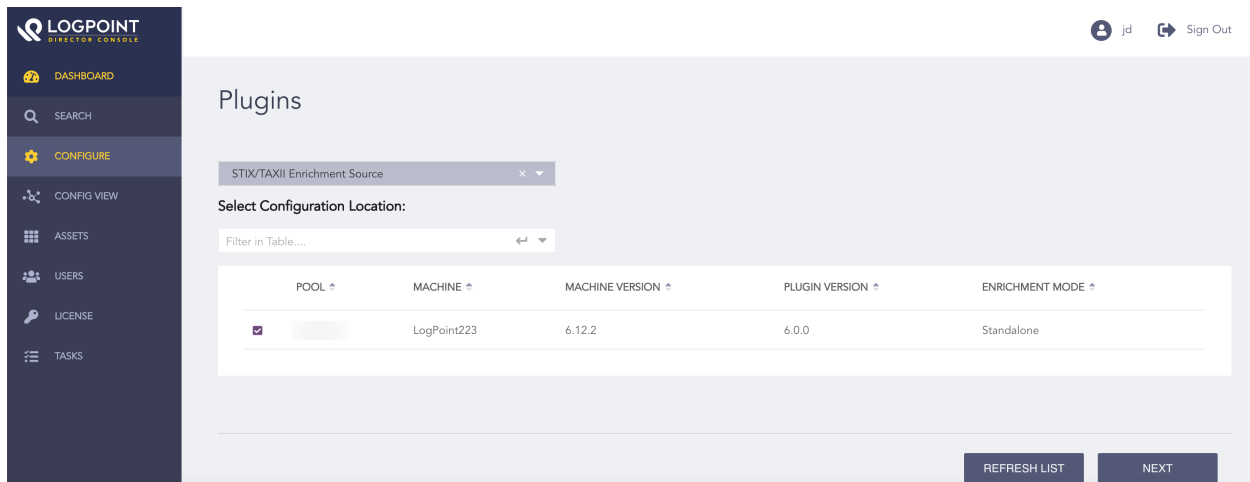 LOGPOINT
DIRECTOR CONSOLE
jd
Sign Out
DASHBOARD
SEARCH
CONFIGURE
CONFIG VIEW
ASSETS
USERS
LICENSE
TASKS
Plugins
STIX/TAXII Enrichment Source
Select Configuration Location:
Filter in Table....
POOL MACHINE MACHINE VERSION PLUGIN VERSION ENRICHMENT MODE
LogPoint223 6.12.2 6.0.0 Standalone
REFRESH LIST NEXT